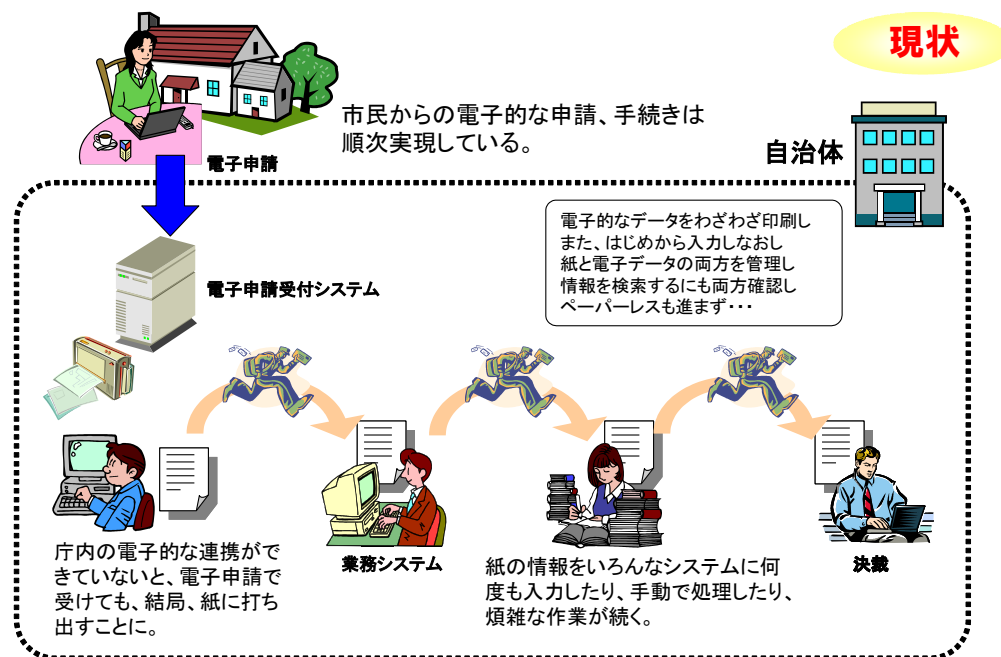 現状
市民からの電子的な申請、手続きは
順次実現している。
自治体
電子申請
電子的なデータをわざわざ印刷し
また、はじめから入力しなおし
紙と電子データの両方を管理し
情報を検索するにも両方確認し
ペーパーレスも進まず・・・
電子申請受付システム
庁内の電子的な連携がで
きていないと、電子申請で
受けても、結局、紙に打ち
出すことに。
業務システム
紙の情報をいろんなシステムに何
度も入力したり、手動で処理したり、
煩雑な作業が続く。
決裁